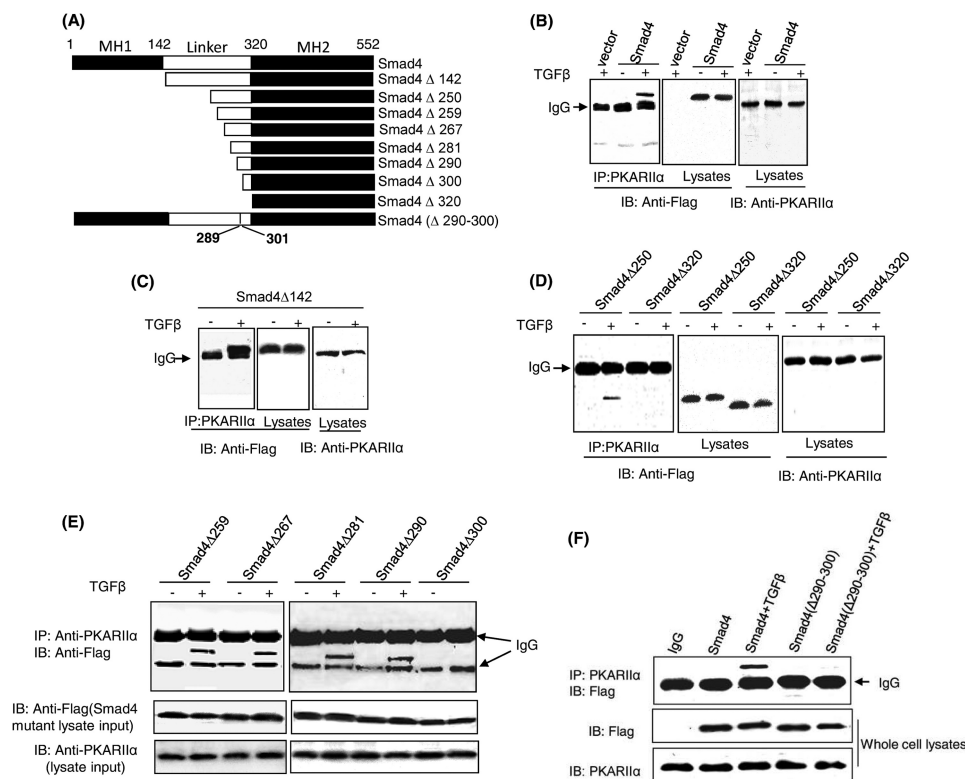 (A)
1 MH1 142 Linker 320 MH2 552
Smad4
Smad4 Δ 142
Smad4 Δ 250
Smad4 Δ 259
Smad4 Δ 267
Smad4 Δ 281
Smad4 Δ 290
Smad4 Δ 300
Smad4 Δ 320
Smad4 (Δ 290-300)
289 301
(B)
vector Smad4 vector Smad4 vector Smad4
TGFβ + - + + - + + - +
IgG
IP:PKARIIα Lysates Lysates
IB: Anti-Flag IB: Anti-PKARIIα
(C)
Smad4Δ142
TGFβ - + - + - +
IgG
IP:PKARIIα Lysates Lysates
IB: Anti-Flag IB: Anti-PKARIIα
(D)
Smad4Δ250 Smad4Δ320 Smad4Δ250 Smad4Δ320 Smad4Δ250 Smad4Δ320
TGFβ - + - + - + - + - + - +
IgG
IP:PKARIIα Lysates Lysates
IB: Anti-Flag IB: Anti-PKARIIα
(E)
Smad4Δ259 Smad4Δ267 Smad4Δ281 Smad4Δ290 Smad4Δ300
TGFβ - + - + - + - + - +
IP: Anti-PKARIIα
IB: Anti-Flag
IgG
IB: Anti-Flag(Smad4
mutant lysate input)
IB: Anti-PKARIIα
(lysate input)
(F)
IgG Smad4 Smad4+TGFβ Smad4(Δ290-300) Smad4(Δ290-300)+TGFβ
IP: PKARIIα
IB: Flag
IgG
IB: Flag
Whole cell lysates
IB: PKARIIα